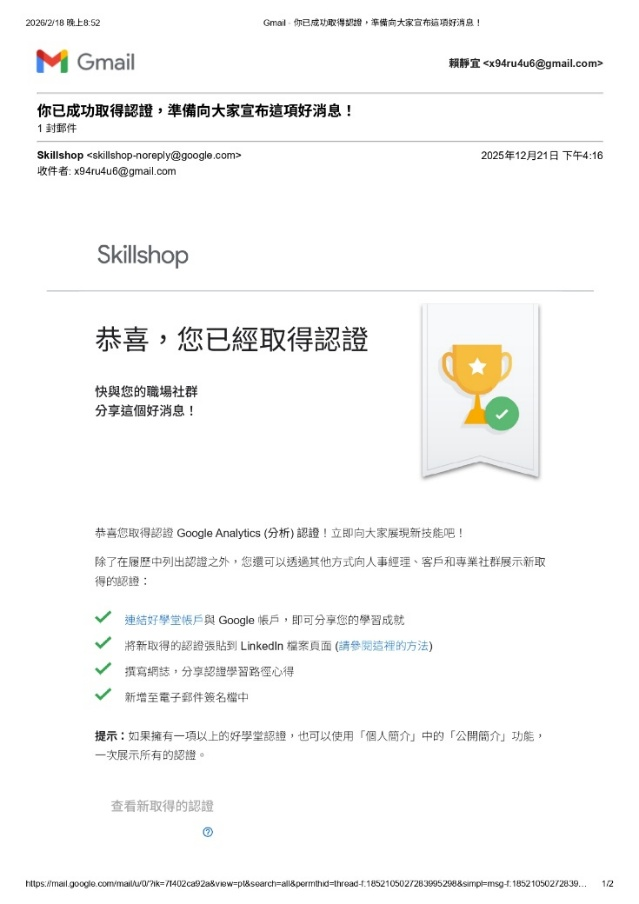 2026/2/18 晚上8:52
Gmail - 你已成功取得認證，準備向大家宣布這項好消息！
Gmail
賴靜宜 <x94ru4u6@gmail.com>
你已成功取得認證，準備向大家宣布這項好消息！
1 封郵件
Skillshop <skillshop-noreply@google.com>
2025年12月21日 下午4:16
收件者: x94ru4u6@gmail.com
Skillshop
恭喜，您已經取得認證
快與您的職場社群
分享這個好消息！
恭喜您取得認證 Google Analytics (分析) 認證！立即向大家展現新技能吧！
除了在履歷中列出認證之外，您還可以透過其他方式向人事經理、客戶和專業社群展示新取
得的認證：
連結好學堂帳戶與 Google 帳戶，即可分享您的學習成就
將新取得的認證張貼到 LinkedIn 檔案頁面 (請參閱這裡的方法)
撰寫網誌，分享認證學習路徑心得
新增至電子郵件簽名檔中
提示：如果擁有一項以上的好學堂認證，也可以使用「個人簡介」中的「公開簡介」功能，
一次展示所有的認證。
查看新取得的認證
https://mail.google.com/mail/u/0/?ik=7f402ca92a&view=pt&search=all&permthid=thread-f:1852105027283995298&simpl=msg-f:18521050272839…
1/2